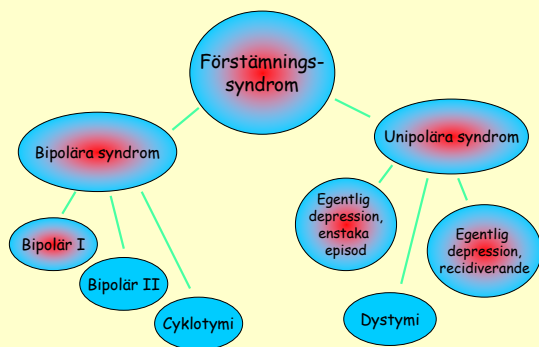 Förstämnings-
syndrom
Bipolära syndrom
Unipolära syndrom
Bipolär I
Bipolär II
Cyklotymi
Egentlig
depression,
enstaka
episod
Dystymi
Egentlig
depression,
recidiverande